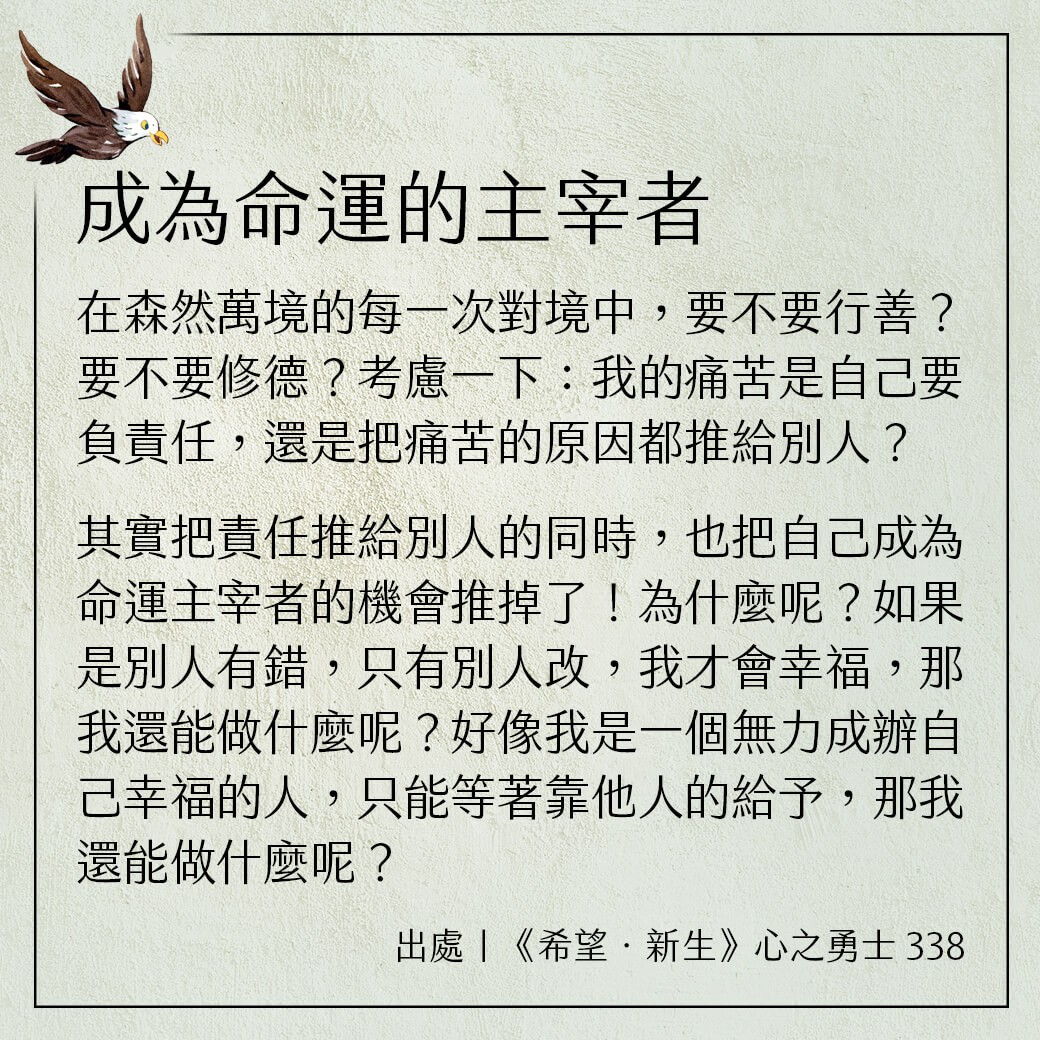 成為命運的主宰者
在森然萬境的每一次對境中，要不要行善？
要不要修德？考慮一下：我的痛苦是自己要
負責任，還是把痛苦的原因都推給別人？
其實把責任推給別人的同時，也把自己成為
命運主宰者的機會推掉了！為什麼呢？如果
是別人有錯，只有別人改，我才會幸福，那
我還能做什麼呢？好像我是一個無力成辦自
己幸福的人，只能等著靠他人的給予，那我
還能做什麼呢？
出處｜《希望．新生》心之勇士 338